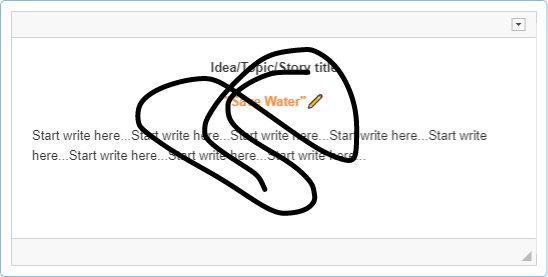 Idea/Topic/Story title
"Save Water"
Start write here...Start write here...Start write here...Start write here...Start write
here...Start write here...Start write here...Start write here...